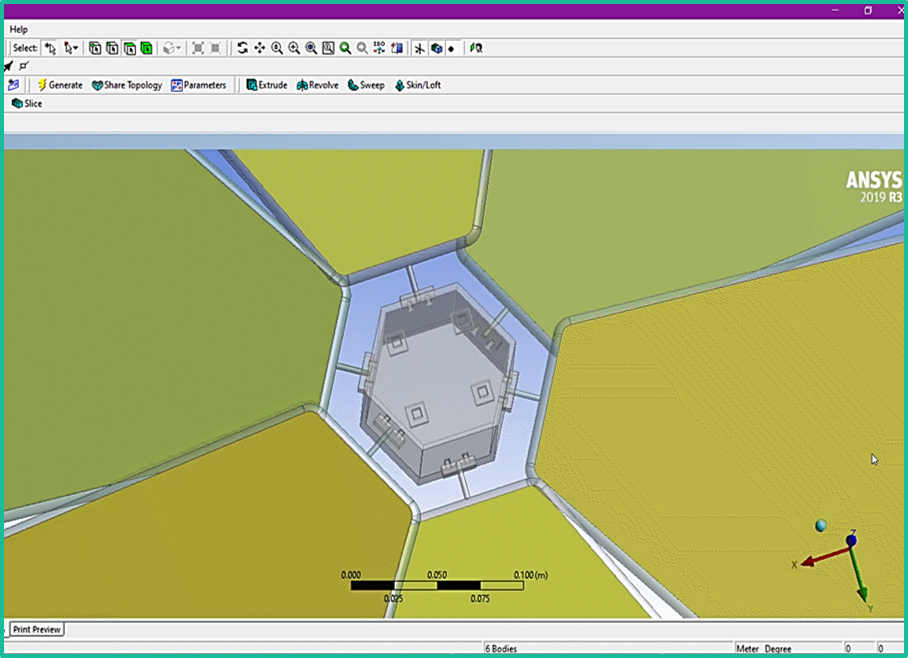 Help
Select:
Generate Share Topology Parameters Extrude Revolve Sweep Skin/Loft
Slice
ANSYS
2019 R3
0.000 0.050 0.100 (m)
0.025 0.075
Z
X
Y
Print Preview
6 Bodies Meter Degree 0 0